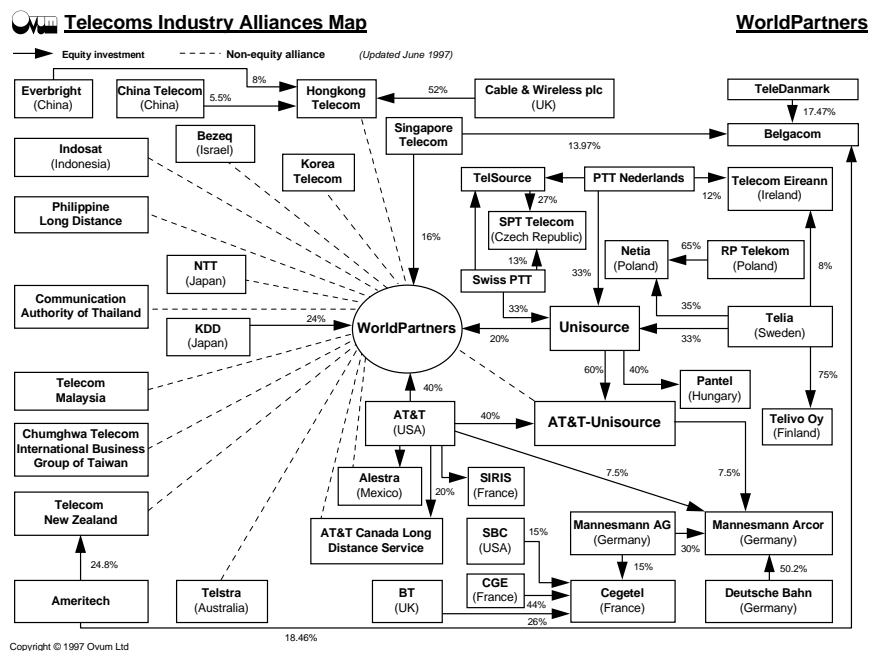 Ovum Telecoms Industry Alliances Map
WorldPartners
Equity investment
Non-equity alliance
(Updated June 1997)
Everbright
(China)
8%
China Telecom
(China)
5.5%
Hongkong
Telecom
52%
Cable & Wireless plc
(UK)
TeleDanmark
17.47%
Belgacom
Singapore
Telecom
13.97%
Indosat
(Indonesia)
Bezeq
(Israel)
Korea
Telecom
TelSource
PTT Nederlands
12%
Telecom Eireann
(Ireland)
27%
Philippine
Long Distance
16%
SPT Telecom
(Czech Republic)
13%
Netia
(Poland)
65%
RP Telekom
(Poland)
8%
NTT
(Japan)
Swiss PTT
33%
33%
35%
Communication
Authority of Thailand
KDD
(Japan)
24%
WorldPartners
20%
Unisource
33%
Telia
(Sweden)
60%
40%
75%
Telecom
Malaysia
40%
Pantel
(Hungary)
AT&T
(USA)
40%
AT&T-Unisource
Telivo Oy
(Finland)
Chumghwa Telecom
International Business
Group of Taiwan
Alestra
(Mexico)
20%
SIRIS
(France)
7.5%
7.5%
Telecom
New Zealand
AT&T Canada Long
Distance Service
SBC
(USA)
15%
Mannesmann AG
(Germany)
30%
Mannesmann Arcor
(Germany)
24.8%
15%
50.2%
Ameritech
Telstra
(Australia)
BT
(UK)
CGE
(France)
44%
26%
Cegetel
(France)
Deutsche Bahn
(Germany)
18.46%
Copyright © 1997 Ovum Ltd